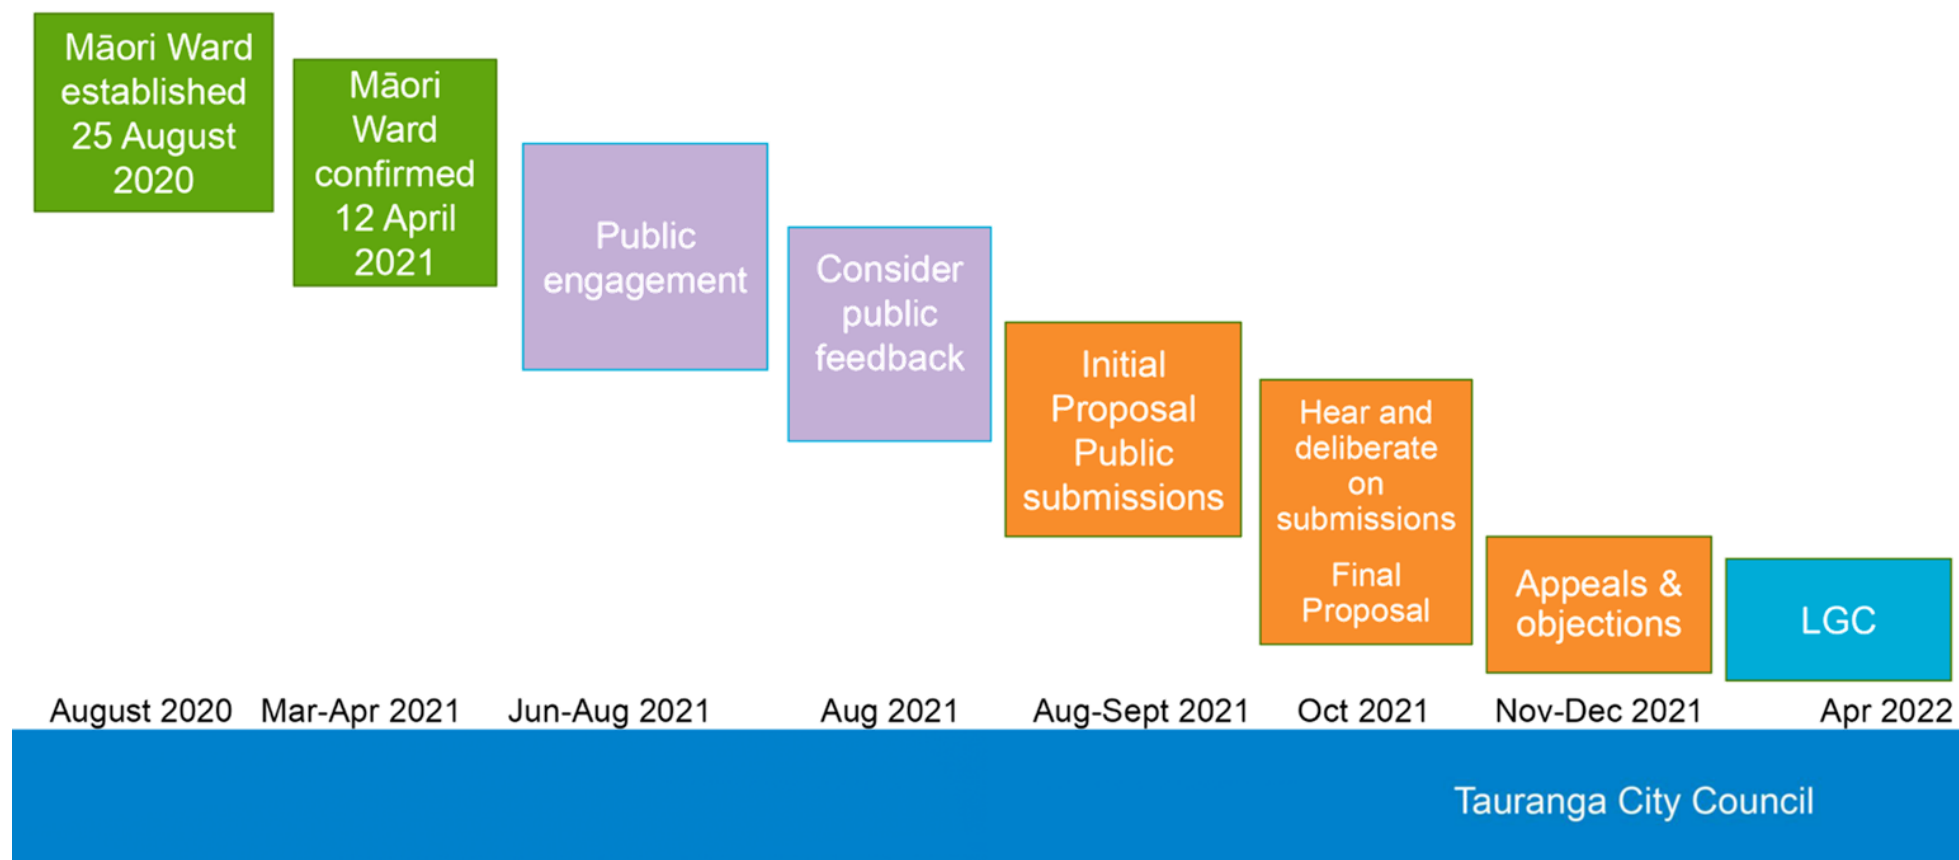 Māori Ward
established
25 August
2020
Māori
Ward
confirmed
12 April
2021
Public
engagement
Consider
public
feedback
Initial
Proposal
Public
submissions
Hear and
deliberate
on
submissions
Final
Proposal
Appeals &
objections
LGC
August 2020
Mar-Apr 2021
Jun-Aug 2021
Aug 2021
Aug-Sept 2021
Oct 2021
Nov-Dec 2021
Apr 2022
Tauranga City Council